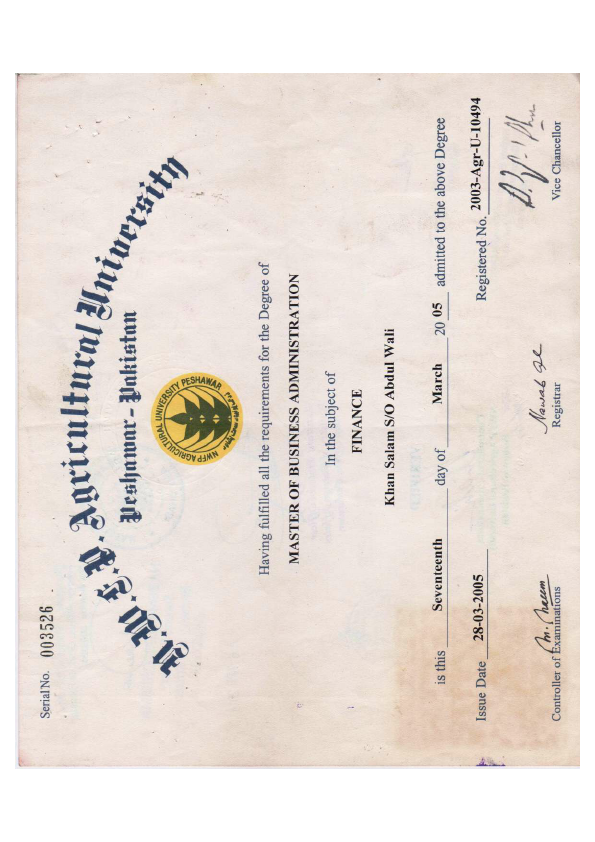 Serial No. 003526
N.W.F.P. Agricultural University
Peshawar - Pakistan
NWFP AGRICULTURAL UNIVERSITY PESHAWAR
Having fulfilled all the requirements for the Degree of
MASTER OF BUSINESS ADMINISTRATION
In the subject of
FINANCE
Khan Salam S/O Abdul Wali
is this Seventeenth day of March 20 05 admitted to the above Degree
Issue Date 28-03-2005 Registered No. 2003-Agr-U-10494
Controller of Examinations Registrar Vice Chancellor